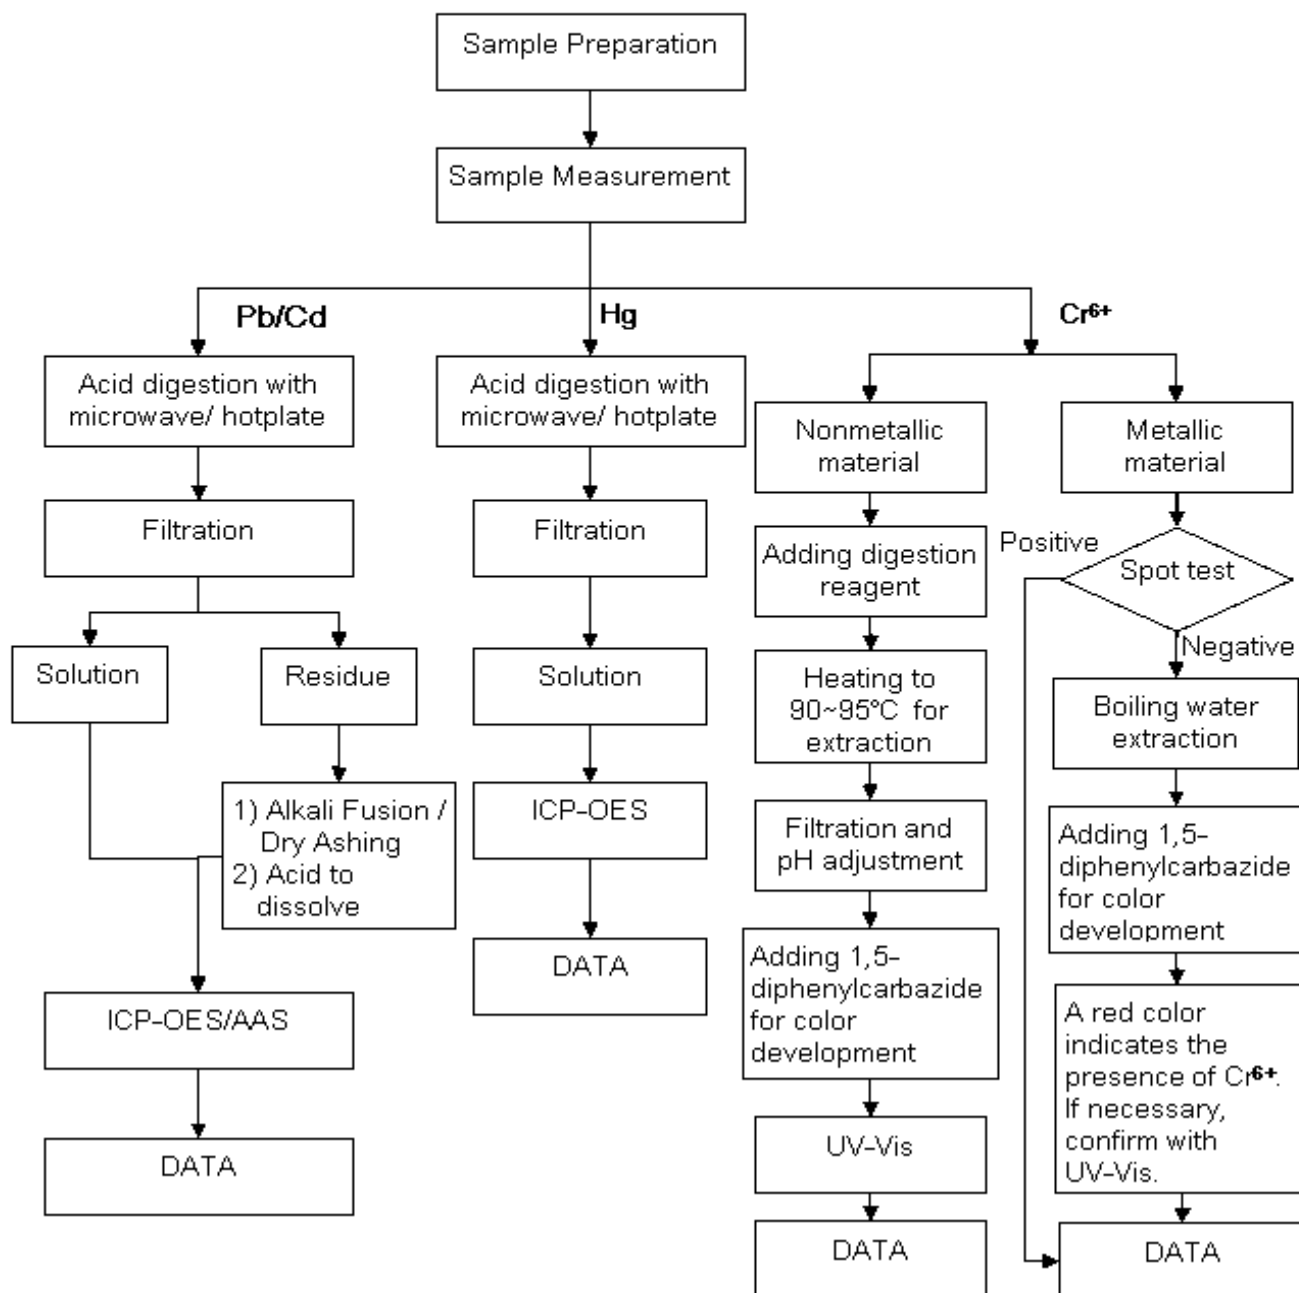 Sample Preparation
Sample Measurement
Pb/Cd
Hg
Cr⁶⁺
Acid digestion with
microwave/ hotplate
Filtration
Solution
Residue
1) Alkali Fusion /
Dry Ashing
2) Acid to
dissolve
ICP-OES/AAS
DATA
Acid digestion with
microwave/ hotplate
Filtration
Solution
ICP-OES
DATA
Nonmetallic
material
Adding digestion
reagent
Heating to
90~95°C for
extraction
Filtration and
pH adjustment
Adding 1,5-
diphenylcarbazide
for color
development
UV-Vis
DATA
Metallic
material
Positive
Spot test
Negative
Boiling water
extraction
Adding 1,5-
diphenylcarbazide
for color
development
A red color
indicates the
presence of Cr⁶⁺.
If necessary,
confirm with
UV-Vis.
DATA